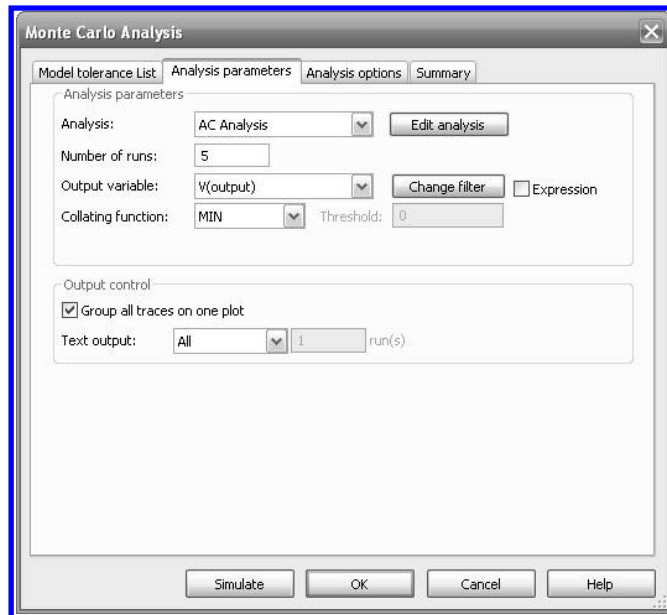 Monte Carlo Analysis
Model tolerance List Analysis parameters Analysis options Summary
Analysis parameters
Analysis: AC Analysis Edit analysis
Number of runs: 5
Output variable: V(output) Change filter Expression
Collating function: MIN Threshold: 0
Output control
Group all traces on one plot
Text output: All 1 run(s)
Simulate OK Cancel Help